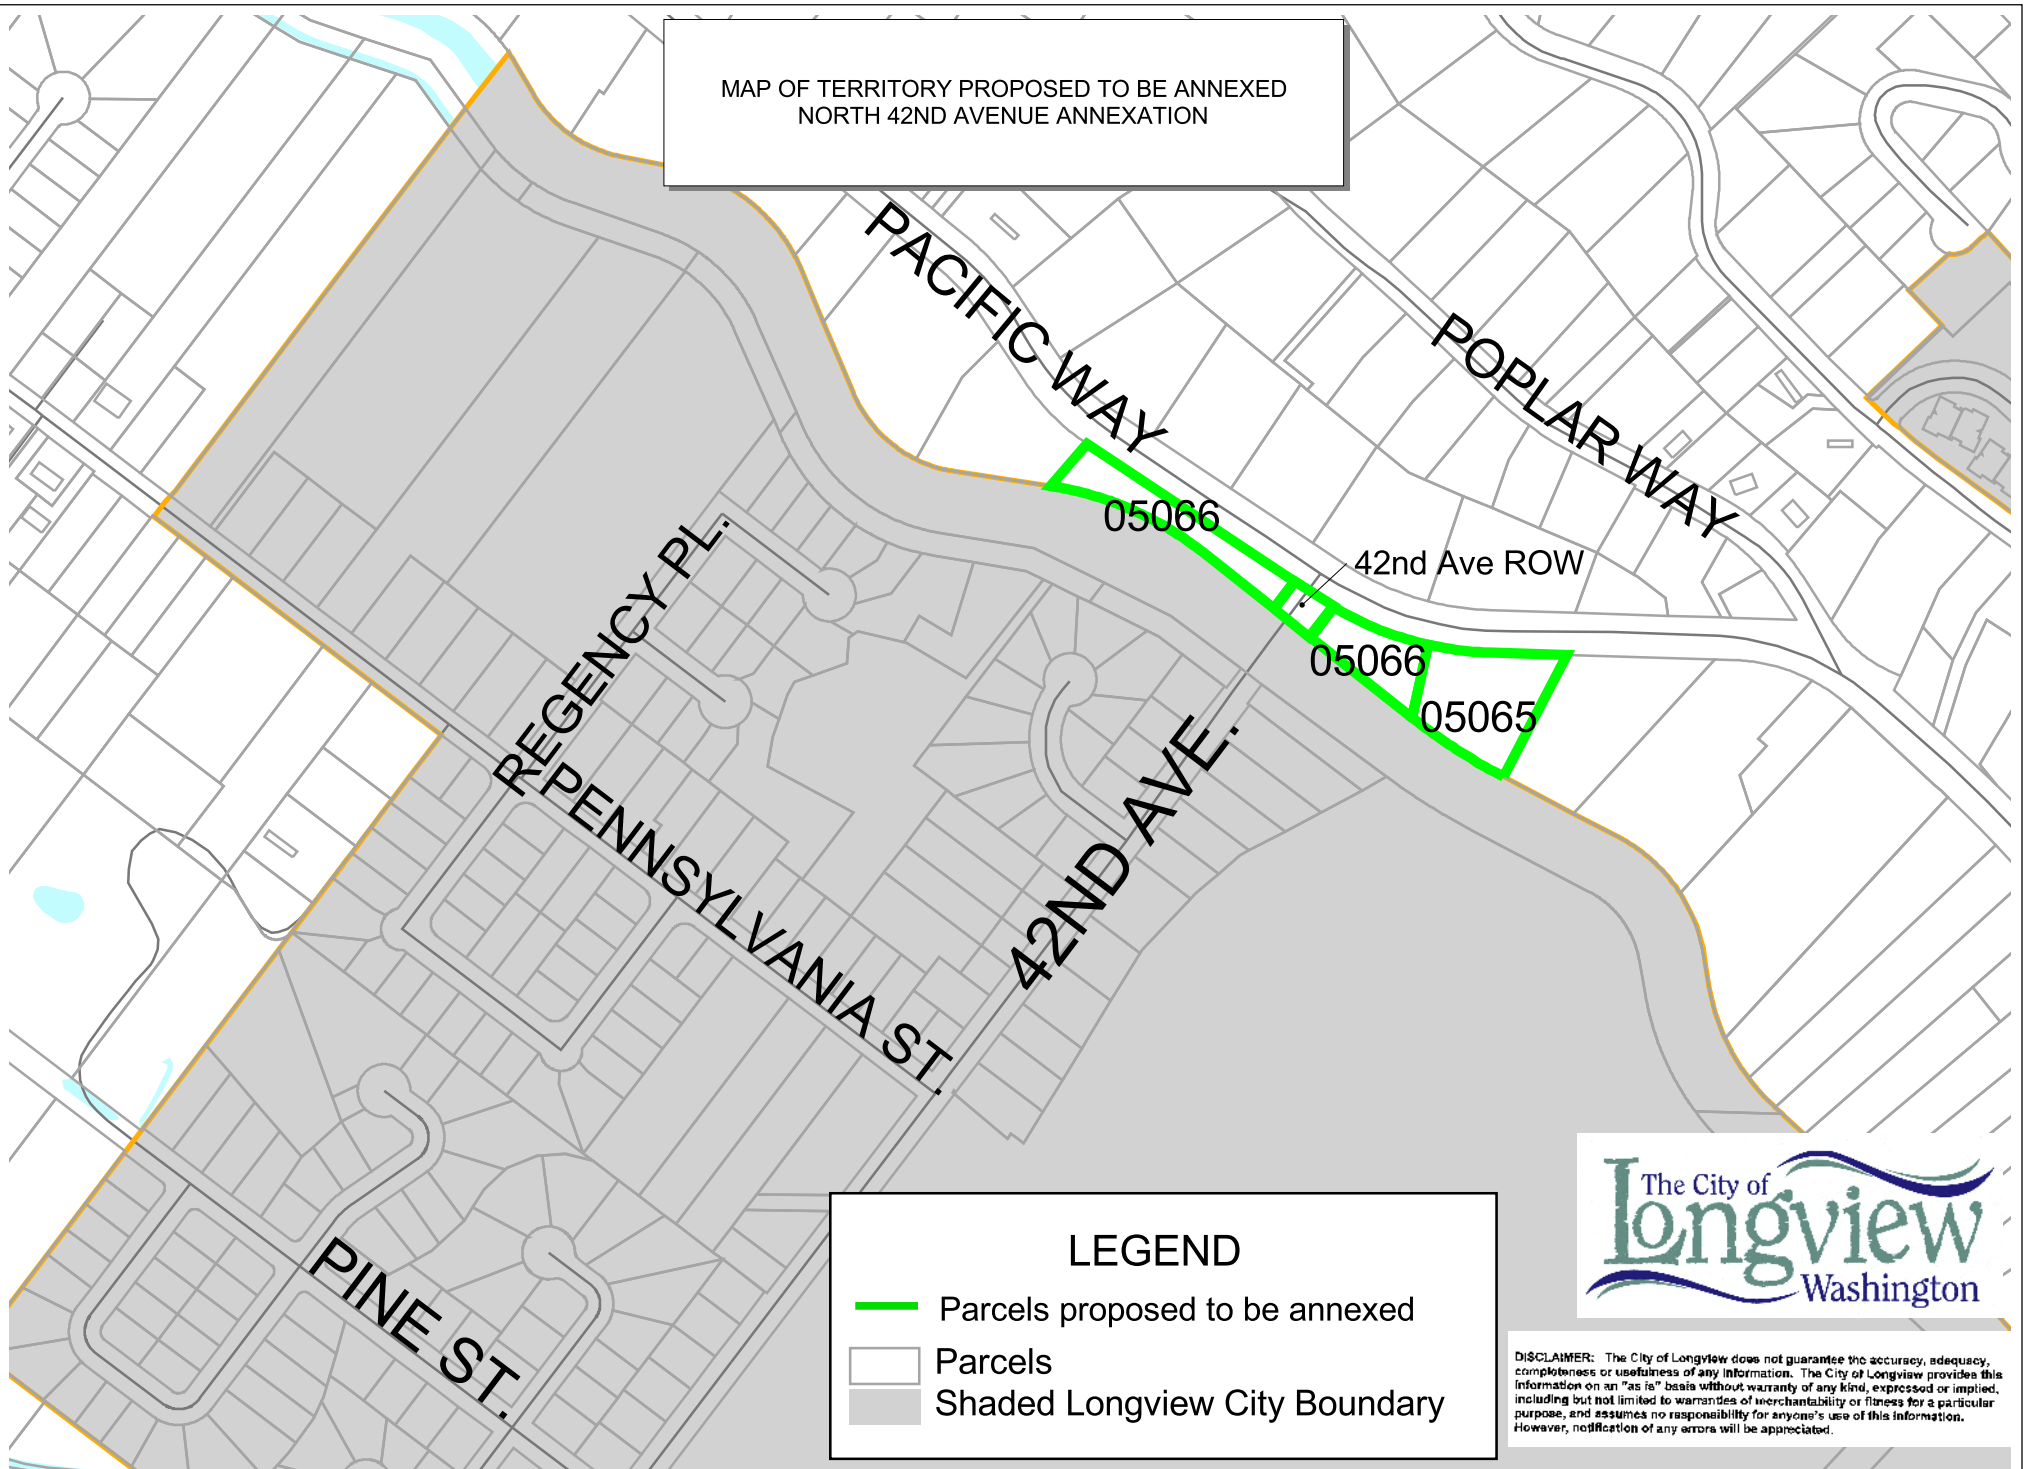 MAP OF TERRITORY PROPOSED TO BE ANNEXED
NORTH 42ND AVENUE ANNEXATION
PACIFIC WAY
POPLAR WAY
05066
42nd Ave ROW
05066
05065
REGENCY PL.
PENNSYLVANIA ST.
42ND AVE.
PINE ST.
LEGEND
Parcels proposed to be annexed
Parcels
Shaded Longview City Boundary
The City of
Longview
Washington
DISCLAIMER: The City of Longview does not guarantee the accuracy, adequacy,
completeness or usefulness of any information. The City of Longview provides this
information on an "as is" basis without warranty of any kind, expressed or implied,
including but not limited to warranties of merchantability or fitness for a particular
purpose, and assumes no responsibility for anyone's use of this information.
However, notification of any errors will be appreciated.